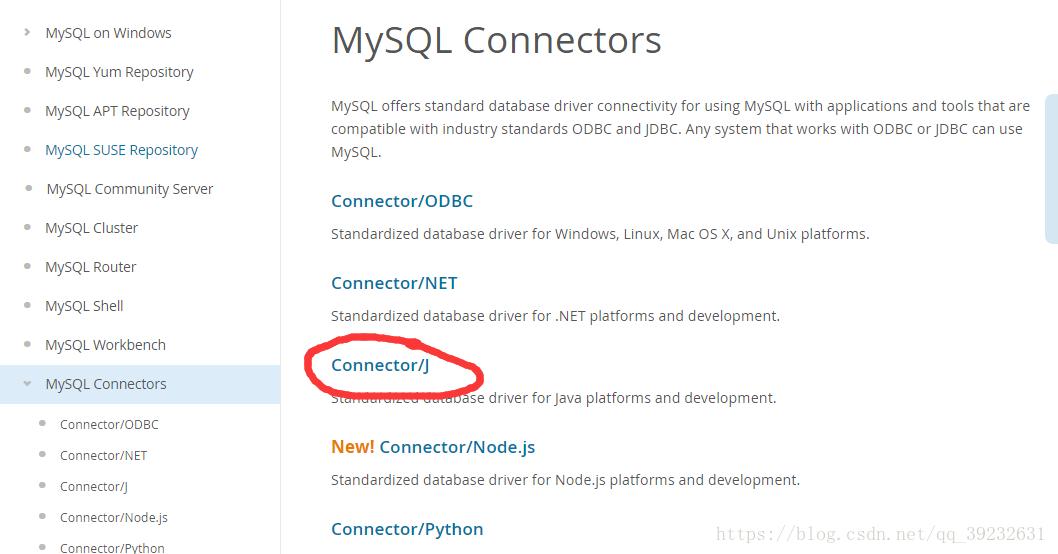 MySQL on Windows
MySQL Yum Repository
MySQL APT Repository
MySQL SUSE Repository
MySQL Community Server
MySQL Cluster
MySQL Router
MySQL Shell
MySQL Workbench
MySQL Connectors
Connector/ODBC
Connector/NET
Connector/J
Connector/Node.js
Connector/Python
MySQL Connectors
MySQL offers standard database driver connectivity for using MySQL with applications and tools that are
compatible with industry standards ODBC and JDBC. Any system that works with ODBC or JDBC can use
MySQL.
Connector/ODBC
Standardized database driver for Windows, Linux, Mac OS X, and Unix platforms.
Connector/NET
Standardized database driver for .NET platforms and development.
Connector/J
Standardized database driver for Java platforms and development.
New! Connector/Node.js
Standardized database driver for Node.js platforms and development.
Connector/Python
https://blog.csdn.net/qq_39232631